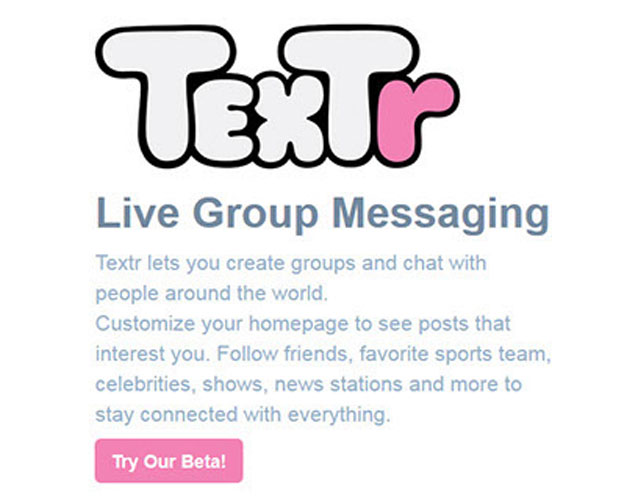 TexTr
Live Group Messaging
Textr lets you create groups and chat with
people around the world.
Customize your homepage to see posts that
interest you. Follow friends, favorite sports team,
celebrities, shows, news stations and more to
stay connected with everything.
Try Our Beta!